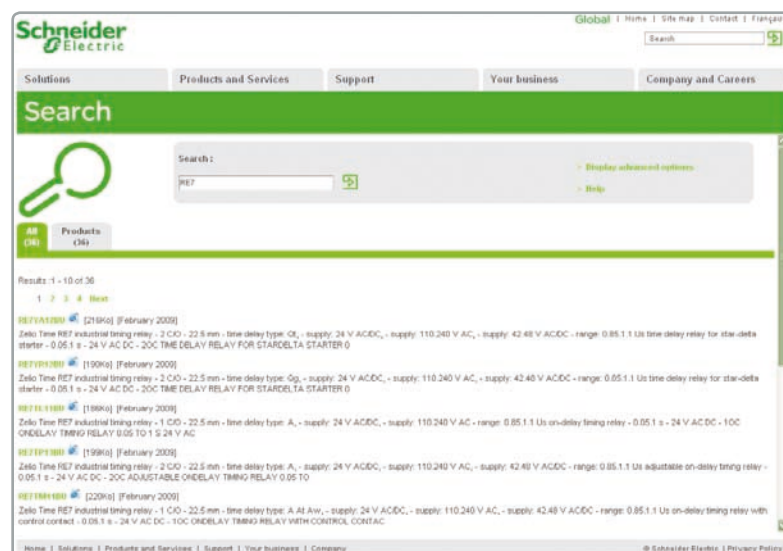 Global | Home | Site map | Contact | Français
Schneider
Electric
Search
Solutions Products and Services Support Your business Company and Careers
Search
Search :
RE7
> Display advanced options
> Help
All
(36)
Products
(36)
Results :1 - 10 of 36
1 2 3 4 Next
[216Ko] [February 2009]
Zelio Time RE7 industrial timing relay - 2 C/O - 22.5 mm - time delay type: Qt, - supply: 24 V AC/DC, - supply: 110.240 V AC, - supply: 42.48 V AC/DC - range: 0.05.1.1 Us time delay relay for star-delta
starter - 0.05.1 s - 24 V AC DC - 2OC TIME DELAY RELAY FOR STARDELTA STARTER 0
[190Ko] [February 2009]
Zelio Time RE7 industrial timing relay - 2 C/O - 22.5 mm - time delay type: Qg, - supply: 24 V AC/DC, - supply: 110.240 V AC, - supply: 42.48 V AC/DC - range: 0.05.1.1 Us time delay relay for star-delta
starter - 0.05.1 s - 24 V AC DC - 2OC TIME DELAY RELAY FOR STARDELTA STARTER 0
RE7TL11BU [186Ko] [February 2009]
Zelio Time RE7 industrial timing relay - 1 C/O - 22.5 mm - time delay type: A, - supply: 24 V AC/DC, - supply: 110.240 V AC - range: 0.05.1.1 Us on-delay timing relay - 0.05.1 s - 24 V AC DC - 1OC
ONDELAY TIMING RELAY 0.05 TO 1 S 24 V AC
RE7TP13BU [199Ko] [February 2009]
Zelio Time RE7 industrial timing relay - 2 C/O - 22.5 mm - time delay type: A, - supply: 24 V AC/DC, - supply: 110.240 V AC, - supply: 42.48 V AC/DC - range: 0.05.1.1 Us adjustable on-delay timing relay -
0.05.1 s - 24 V AC DC - 2OC ADJUSTABLE ONDELAY TIMING RELAY 0.05 TO
RE7TM11BU [220Ko] [February 2009]
Zelio Time RE7 industrial timing relay - 1 C/O - 22.5 mm - time delay type: A At Aw, - supply: 24 V AC/DC, - supply: 110.240 V AC, - supply: 42.48 V AC/DC - range: 0.05.1.1 Us on-delay timing relay with
control contact - 0.05.1 s - 24 V AC DC - 1OC ONDELAY TIMING RELAY WITH CONTROL CONTAC
Home | Solutions | Products and Services | Support | Your business | Company © Schneider Electric | Privacy Policy